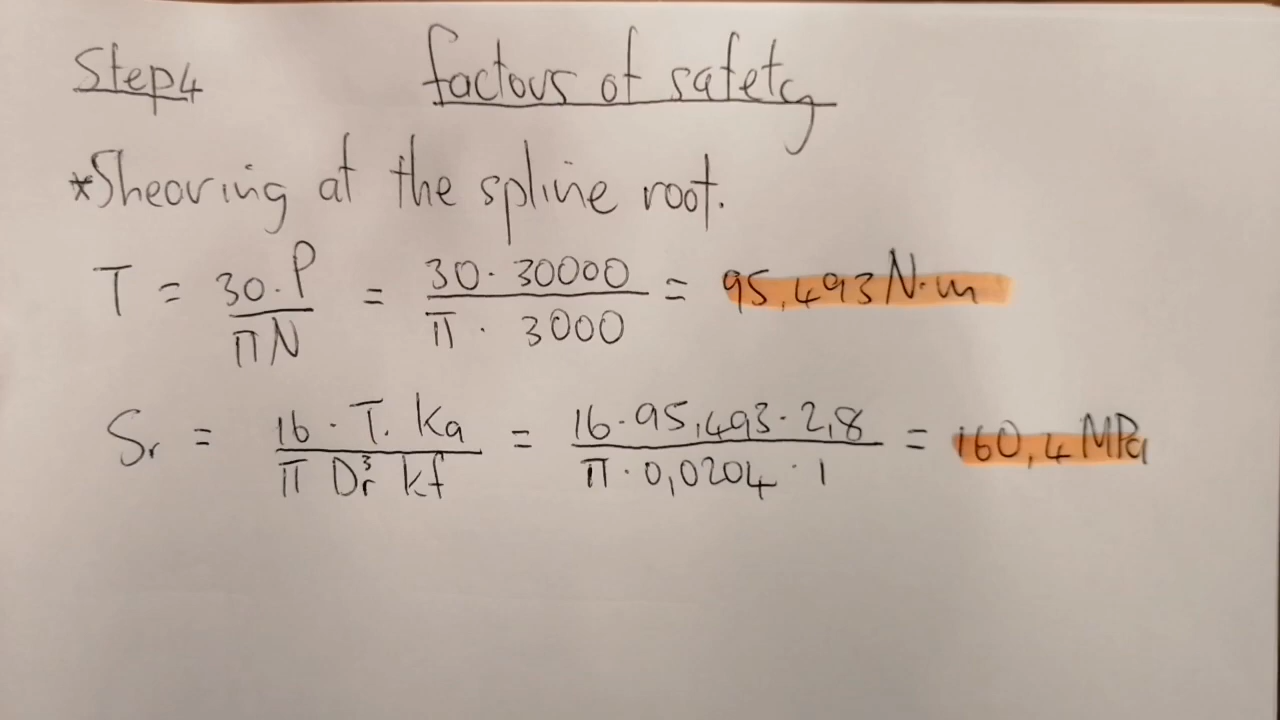 Step4
factors of safety
*Shearing at the spline root.
T = 30.P / πN = 30 · 30000 / π · 3000 = 95,493 N·m
Sr = 16 · T. Ka / π Dr³ kf = 16·95,493·2,8 / π·0,0204 · 1 = 160,4 MPa